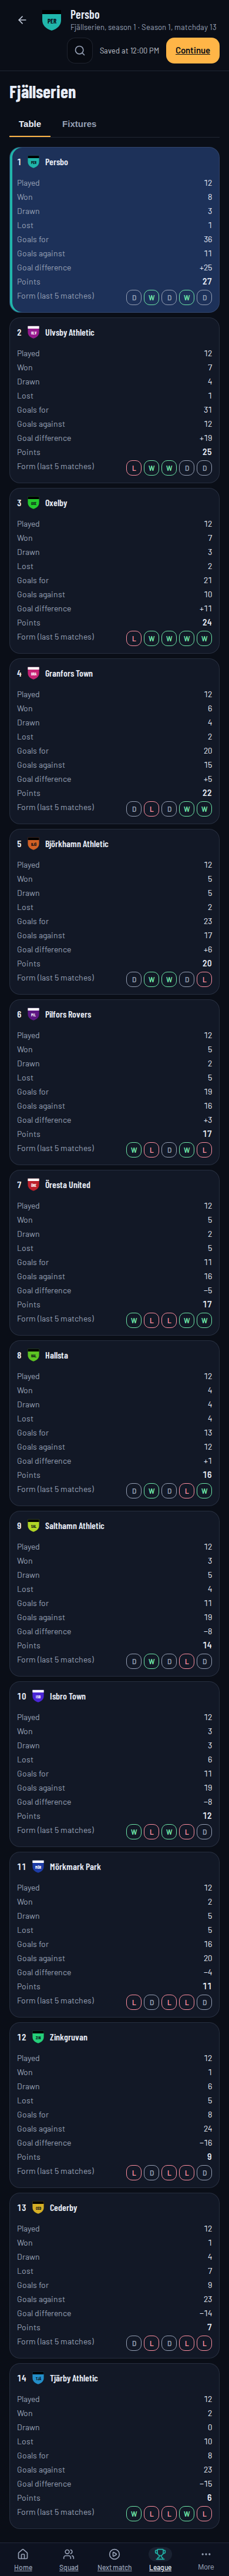 Persbo
Fjällserien, season 1 · Season 1, matchday 13
Saved at 12:00 PM Continue
Fjällserien
Table Fixtures
1 Persbo
Played 12
Won 8
Drawn 3
Lost 1
Goals for 36
Goals against 11
Goal difference +25
Points 27
Form (last 5 matches) D W D W D
2 Ulvsby Athletic
Played 12
Won 7
Drawn 4
Lost 1
Goals for 31
Goals against 12
Goal difference +19
Points 25
Form (last 5 matches) L W W D D
3 Oxelby
Played 12
Won 7
Drawn 3
Lost 2
Goals for 21
Goals against 10
Goal difference +11
Points 24
Form (last 5 matches) L W W W W
4 Granfors Town
Played 12
Won 6
Drawn 4
Lost 2
Goals for 20
Goals against 15
Goal difference +5
Points 22
Form (last 5 matches) D L D W W
5 Björkhamn Athletic
Played 12
Won 5
Drawn 5
Lost 2
Goals for 23
Goals against 17
Goal difference +6
Points 20
Form (last 5 matches) D W W D L
6 Pilfors Rovers
Played 12
Won 5
Drawn 2
Lost 5
Goals for 19
Goals against 16
Goal difference +3
Points 17
Form (last 5 matches) W L D W L
7 Öresta United
Played 12
Won 5
Drawn 2
Lost 5
Goals for 11
Goals against 16
Goal difference −5
Points 17
Form (last 5 matches) W L L W W
8 Hallsta
Played 12
Won 4
Drawn 4
Lost 4
Goals for 13
Goals against 12
Goal difference +1
Points 16
Form (last 5 matches) D W D L W
9 Salthamn Athletic
Played 12
Won 3
Drawn 5
Lost 4
Goals for 11
Goals against 19
Goal difference −8
Points 14
Form (last 5 matches) D W D L D
10 Isbro Town
Played 12
Won 3
Drawn 3
Lost 6
Goals for 11
Goals against 19
Goal difference −8
Points 12
Form (last 5 matches) W L W L D
11 Mörkmark Park
Played 12
Won 2
Drawn 5
Lost 5
Goals for 16
Goals against 20
Goal difference −4
Points 11
Form (last 5 matches) L D L L D
12 Zinkgruvan
Played 12
Won 1
Drawn 6
Lost 5
Goals for 8
Goals against 24
Goal difference −16
Points 9
Form (last 5 matches) L D L L D
13 Cederby
Played 12
Won 1
Drawn 4
Lost 7
Goals for 9
Goals against 23
Goal difference −14
Points 7
Form (last 5 matches) D L D L L
14 Tjärby Athletic
Played 12
Won 2
Drawn 0
Lost 10
Goals for 8
Goals against 23
Goal difference −15
Points 6
Form (last 5 matches) W L L W L
Home Squad Next match League More